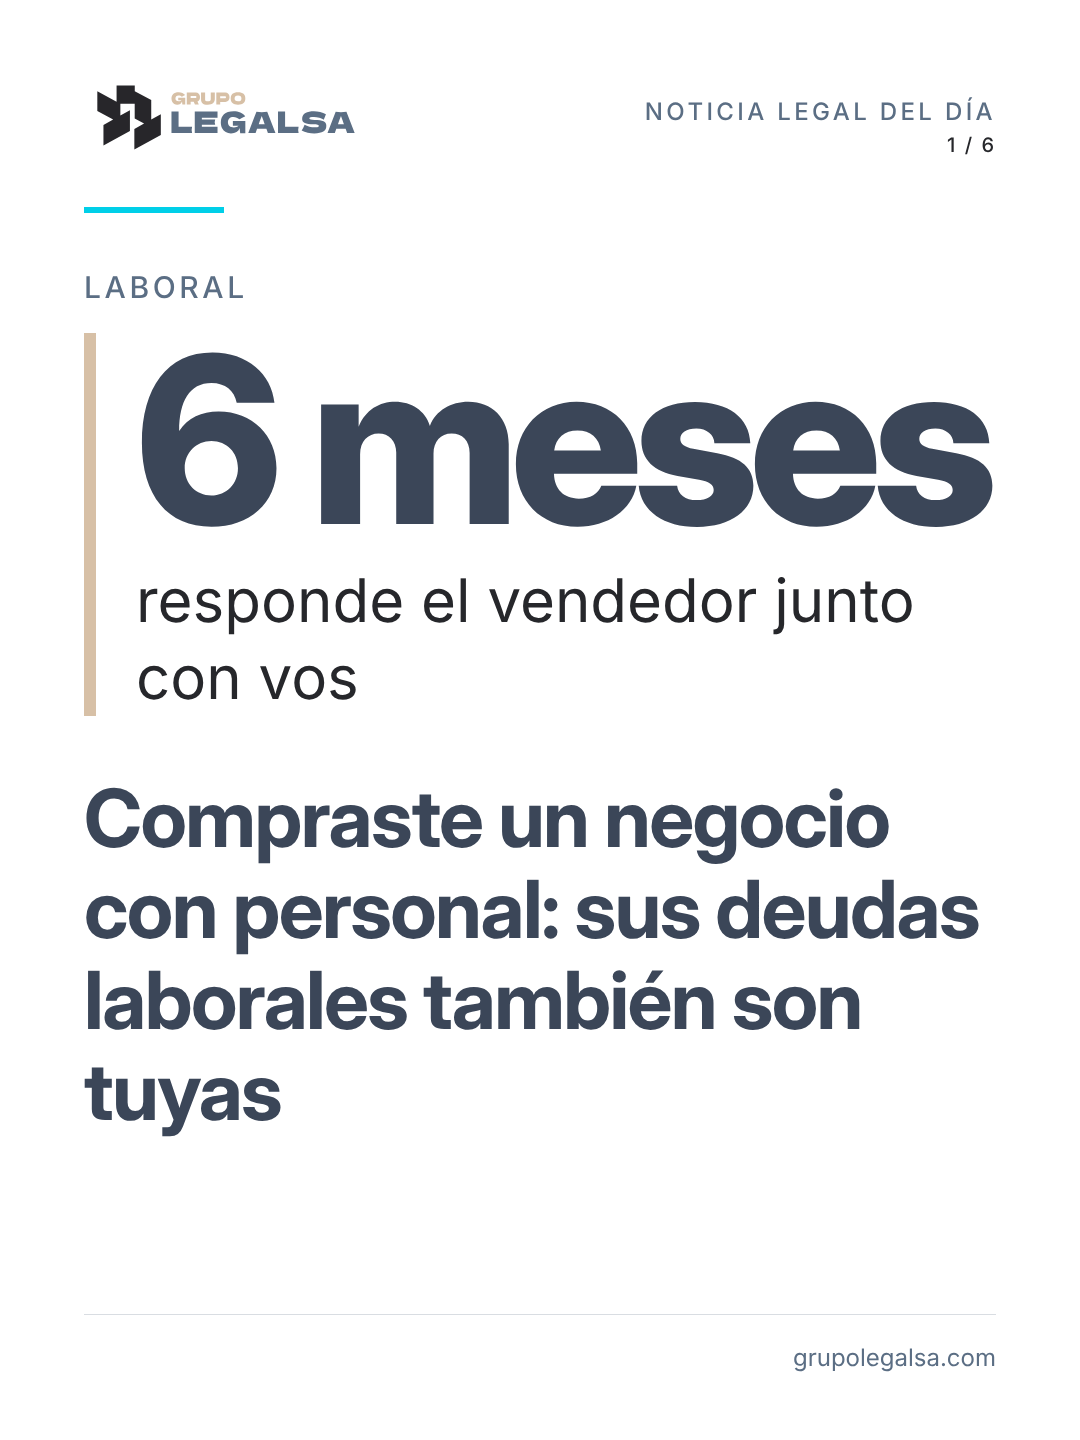 GRUPO
LEGALSA
NOTICIA LEGAL DEL DÍA
1 / 6
LABORAL
6 meses
responde el vendedor junto
con vos
Compraste un negocio
con personal: sus deudas
laborales también son
tuyas
grupolegalsa.com